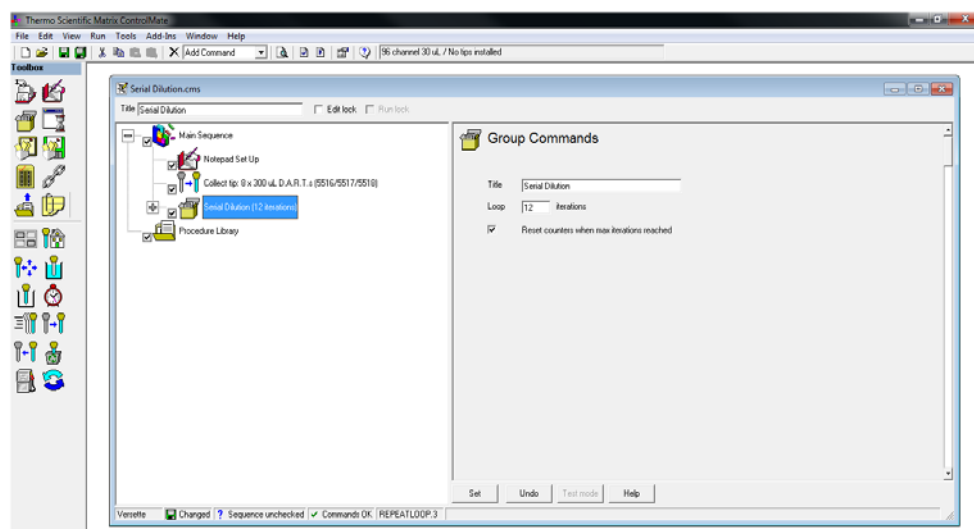 Thermo Scientific Matrix ControlMate
File Edit View Run Tools Add-Ins Window Help
Add Command 96 channel 30 uL / No tips installed
Toolbox
Serial Dilution.cms
Title Serial Dilution Edit lock Run lock
Main Sequence
Notepad Set Up
Collect tip: 8 x 300 uL D.A.R.T.s (5516/5517/5518)
Serial Dilution (12 iterations)
Procedure Library
Group Commands
Title Serial Dilution
Loop 12 iterations
Reset counters when max iterations reached
Set Undo Test mode Help
Versette Changed ? Sequence unchecked Commands OK REPEATLOOP.3